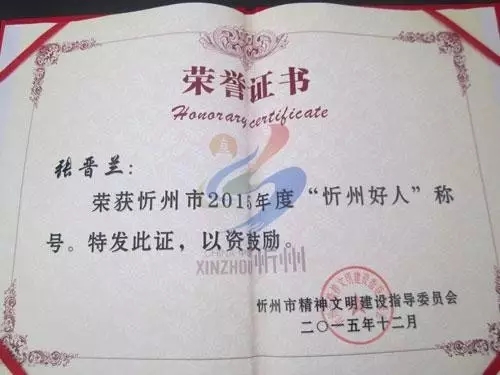 荣誉证书
Honorary certificate
张晋兰：
荣获忻州市2015年度“忻州好人”称
号。特发此证，以资鼓励。
XINZHOU忻州
忻州市精神文明建设指导委员会
二〇一五年十二月